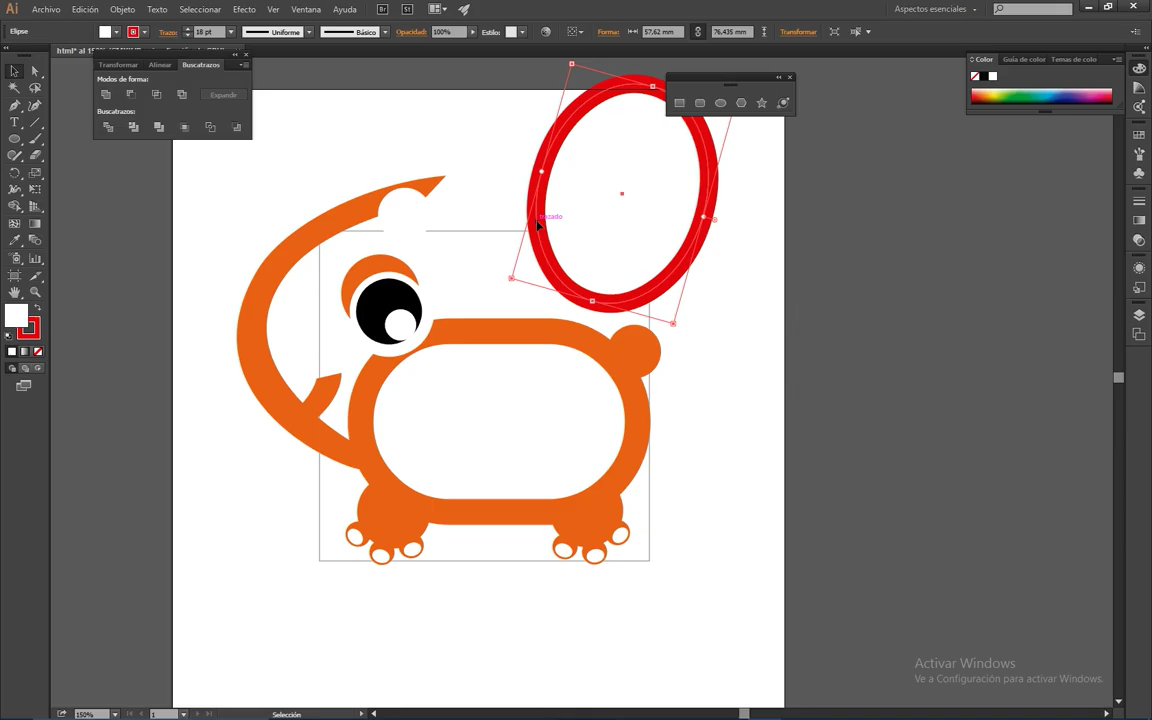 Ai Archivo Edición Objeto Texto Seleccionar Efecto Ver Ventana Ayuda Br St Aspectos esenciales
Elipse Trazo: 18 pt Uniforme Básico Opacidad: 100% Estilo: Forma: 57,62 mm 76,435 mm Transformar
Transformar Alinear Buscatrazos
Modos de forma:
Expandir
Buscatrazos:
Color Guía de color Temas de colo
trazado
Activar Windows
Ve a Configuración para activar Windows.
150% 1 Selección